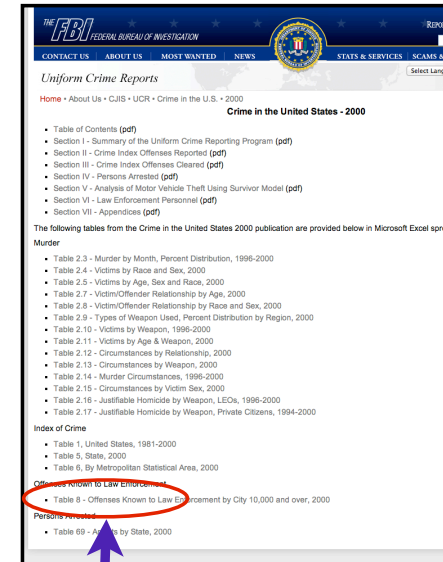 THE FBI FEDERAL BUREAU OF INVESTIGATION
REPO
CONTACT US ABOUT US MOST WANTED NEWS STATS & SERVICES SCAMS &
Uniform Crime Reports
Select Lang
Home • About Us • CJIS • UCR • Crime in the U.S. • 2000
Crime in the United States - 2000
Table of Contents (pdf)
Section I - Summary of the Uniform Crime Reporting Program (pdf)
Section II - Crime Index Offenses Reported (pdf)
Section III - Crime Index Offenses Cleared (pdf)
Section IV - Persons Arrested (pdf)
Section V - Analysis of Motor Vehicle Theft Using Survivor Model (pdf)
Section VI - Law Enforcement Personnel (pdf)
Section VII - Appendices (pdf)
The following tables from the Crime in the United States 2000 publication are provided below in Microsoft Excel spre
Murder
Table 2.3 - Murder by Month, Percent Distribution, 1996-2000
Table 2.4 - Victims by Race and Sex, 2000
Table 2.5 - Victims by Age, Sex and Race, 2000
Table 2.7 - Victim/Offender Relationship by Age, 2000
Table 2.8 - Victim/Offender Relationship by Race and Sex, 2000
Table 2.9 - Types of Weapon Used, Percent Distribution by Region, 2000
Table 2.10 - Victims by Weapon, 1996-2000
Table 2.11 - Victims by Age & Weapon, 2000
Table 2.12 - Circumstances by Relationship, 2000
Table 2.13 - Circumstances by Weapon, 2000
Table 2.14 - Murder Circumstances, 1996-2000
Table 2.15 - Circumstances by Victim Sex, 2000
Table 2.16 - Justifiable Homicide by Weapon, LEOs, 1996-2000
Table 2.17 - Justifiable Homicide by Weapon, Private Citizens, 1994-2000
Index of Crime
Table 1, United States, 1981-2000
Table 5, State, 2000
Table 6, By Metropolitan Statistical Area, 2000
Offenses Known to Law Enforcement
Table 8 - Offenses Known to Law Enforcement by City 10,000 and over, 2000
Persons Arrested
Table 69 - Arrests by State, 2000